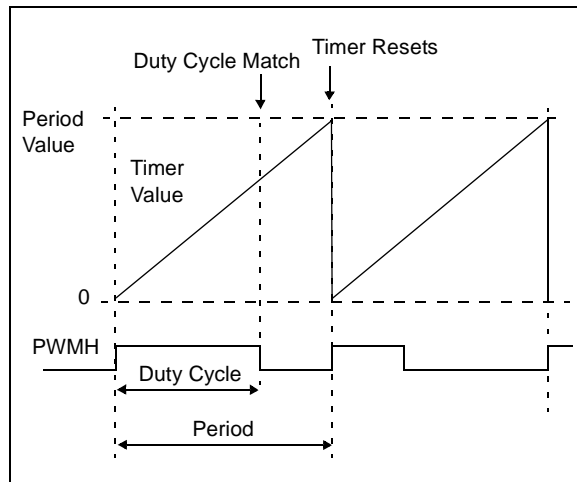 Timer Resets
Duty Cycle Match
Period
Value
Timer
Value
0
PWMH
Duty Cycle
Period